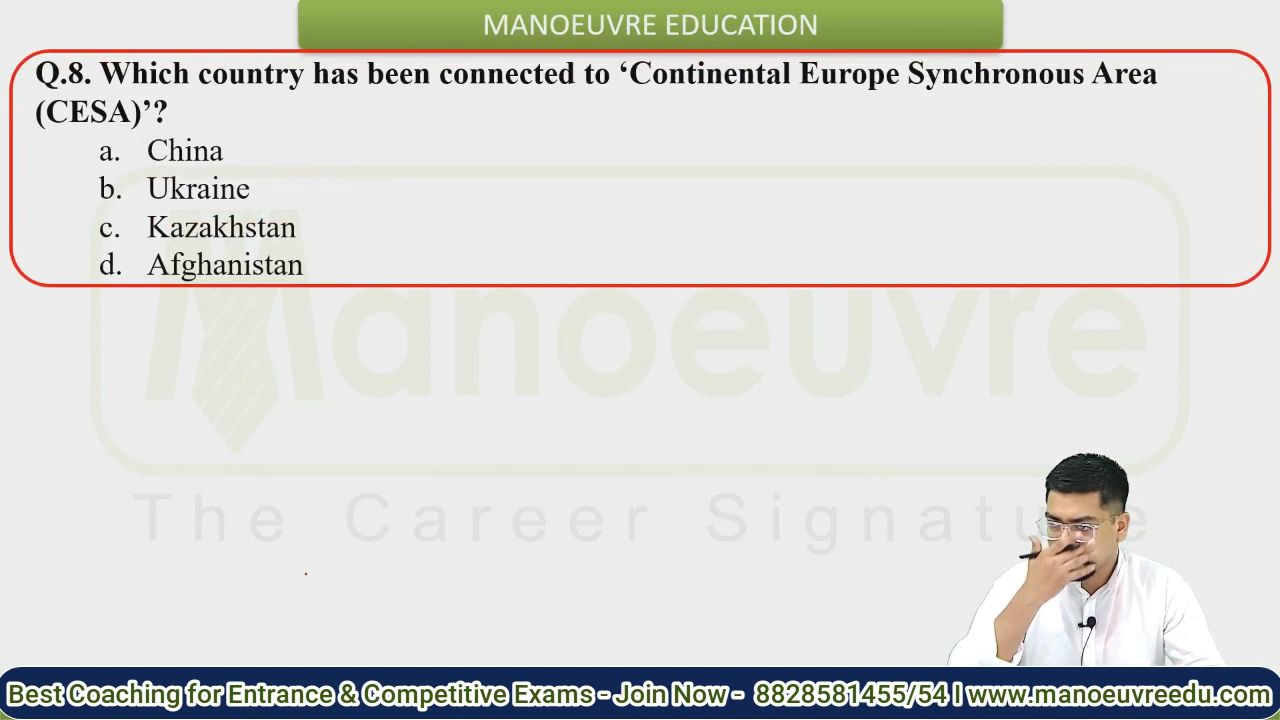 MANOEUVRE EDUCATION
Q.8. Which country has been connected to ‘Continental Europe Synchronous Area
(CESA)’?
a. China
b. Ukraine
c. Kazakhstan
d. Afghanistan
Manoeuvre
The Career Signature
Best Coaching for Entrance & Competitive Exams - Join Now - 8828581455/54 I www.manoeuvreedu.com